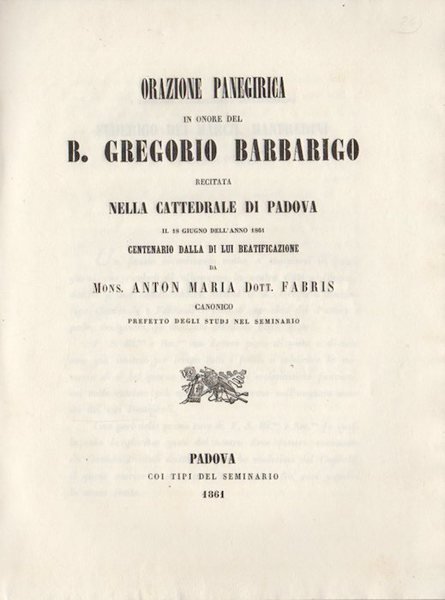 ORAZIONE PANEGIRICA
IN ONORE DEL
B. GREGORIO BARBARIGO
RECITATA
NELLA CATTEDRALE DI PADOVA
IL 18 GIUGNO DELL'ANNO 1861
CENTENARIO DALLA DI LUI BEATIFICAZIONE
DA
MONS. ANTON MARIA DOTT. FABRIS
CANONICO
PREFETTO DEGLI STUDJ NEL SEMINARIO
PADOVA
COI TIPI DEL SEMINARIO
1861